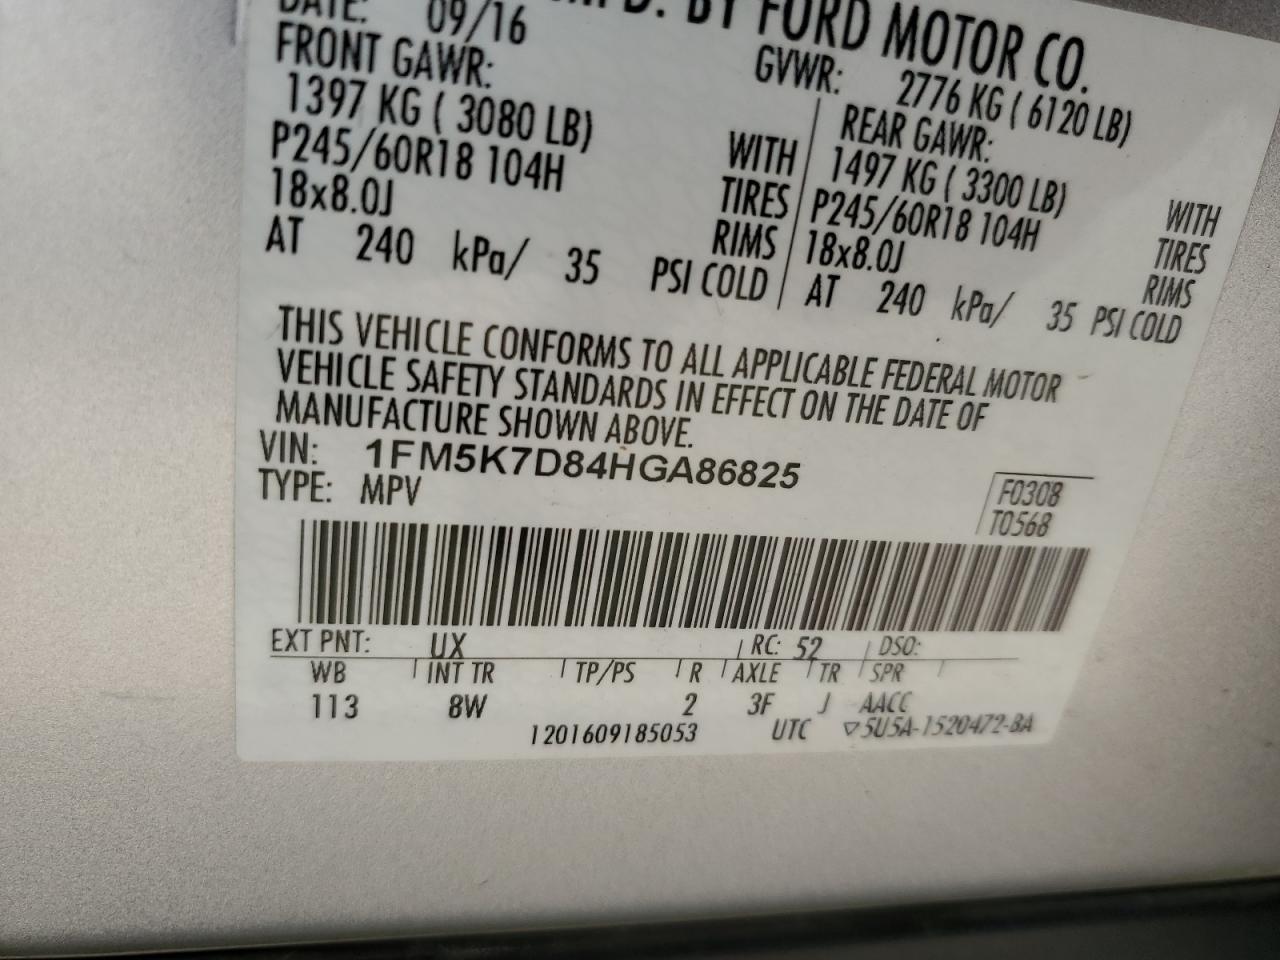 DATE: 09/16
MFD. BY FORD MOTOR CO.
FRONT GAWR:
1397 KG ( 3080 LB)
P245/60R18 104H
18x8.0J
AT 240 kPa/ 35 PSI COLD
WITH
TIRES
RIMS
GVWR: 2776 KG ( 6120 LB)
REAR GAWR:
1497 KG ( 3300 LB)
P245/60R18 104H
18x8.0J
AT 240 kPa/ 35 PSI COLD
WITH
TIRES
RIMS
THIS VEHICLE CONFORMS TO ALL APPLICABLE FEDERAL MOTOR
VEHICLE SAFETY STANDARDS IN EFFECT ON THE DATE OF
MANUFACTURE SHOWN ABOVE.
VIN: 1FM5K7D84HGA86825
TYPE: MPV
F0308
T0568
EXT PNT: UX RC: 52 DSO:
WB INT TR TP/PS R AXLE TR SPR
113 8W 2 3F J AACC
1201609185053 UTC ▽5U5A-1520472-BA